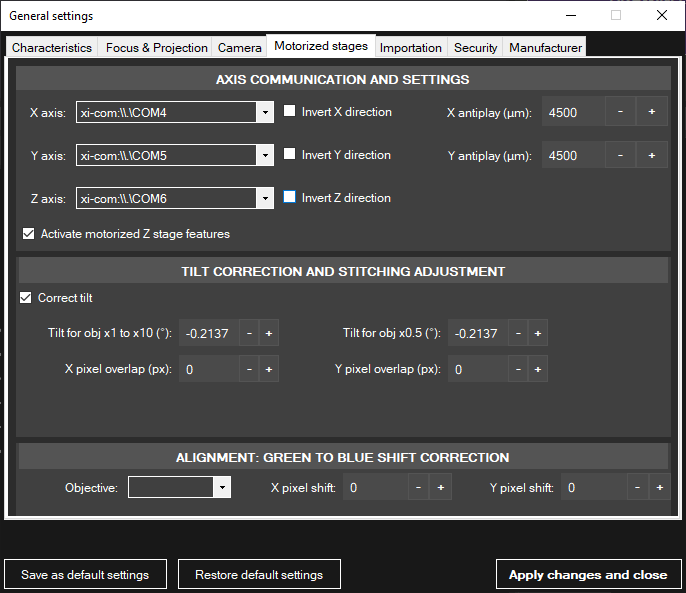 General settings
Characteristics Focus & Projection Camera Motorized stages Importation Security Manufacturer
AXIS COMMUNICATION AND SETTINGS
X axis: xi-com:\\.\COM4 Invert X direction X antiplay (µm): 4500 - +
Y axis: xi-com:\\.\COM5 Invert Y direction Y antiplay (µm): 4500 - +
Z axis: xi-com:\\.\COM6 Invert Z direction
Activate motorized Z stage features
TILT CORRECTION AND STITCHING ADJUSTMENT
Correct tilt
Tilt for obj x1 to x10 (°): -0.2137 - + Tilt for obj x0.5 (°): -0.2137 - +
X pixel overlap (px): 0 - + Y pixel overlap (px): 0 - +
ALIGNMENT: GREEN TO BLUE SHIFT CORRECTION
Objective: X pixel shift: 0 - + Y pixel shift: 0 - +
Save as default settings Restore default settings Apply changes and close